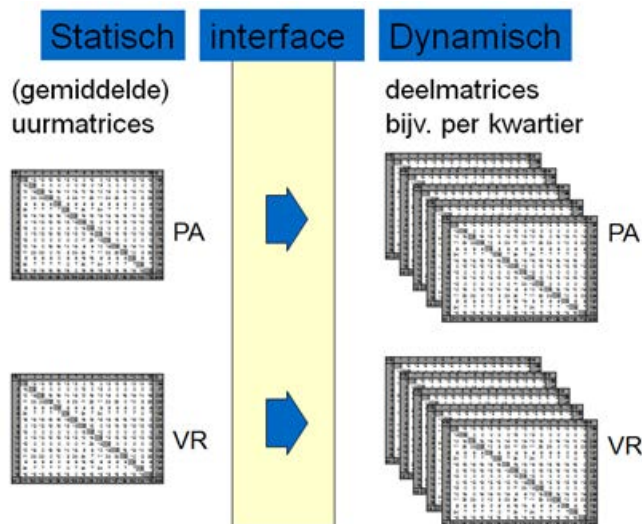 Statisch
interface
Dynamisch
(gemiddelde)
uurmatrices
deelmatrices
bijv. per kwartier
PA
PA
VR
VR